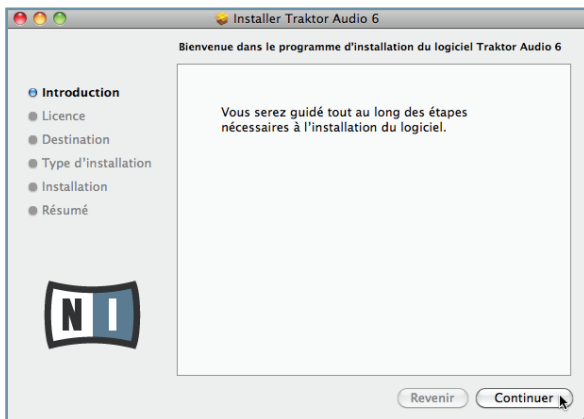 Installer Traktor Audio 6
Bienvenue dans le programme d'installation du logiciel Traktor Audio 6
Introduction
Licence
Destination
Type d'installation
Installation
Résumé
Vous serez guidé tout au long des étapes
nécessaires à l'installation du logiciel.
NI
Revenir
Continuer